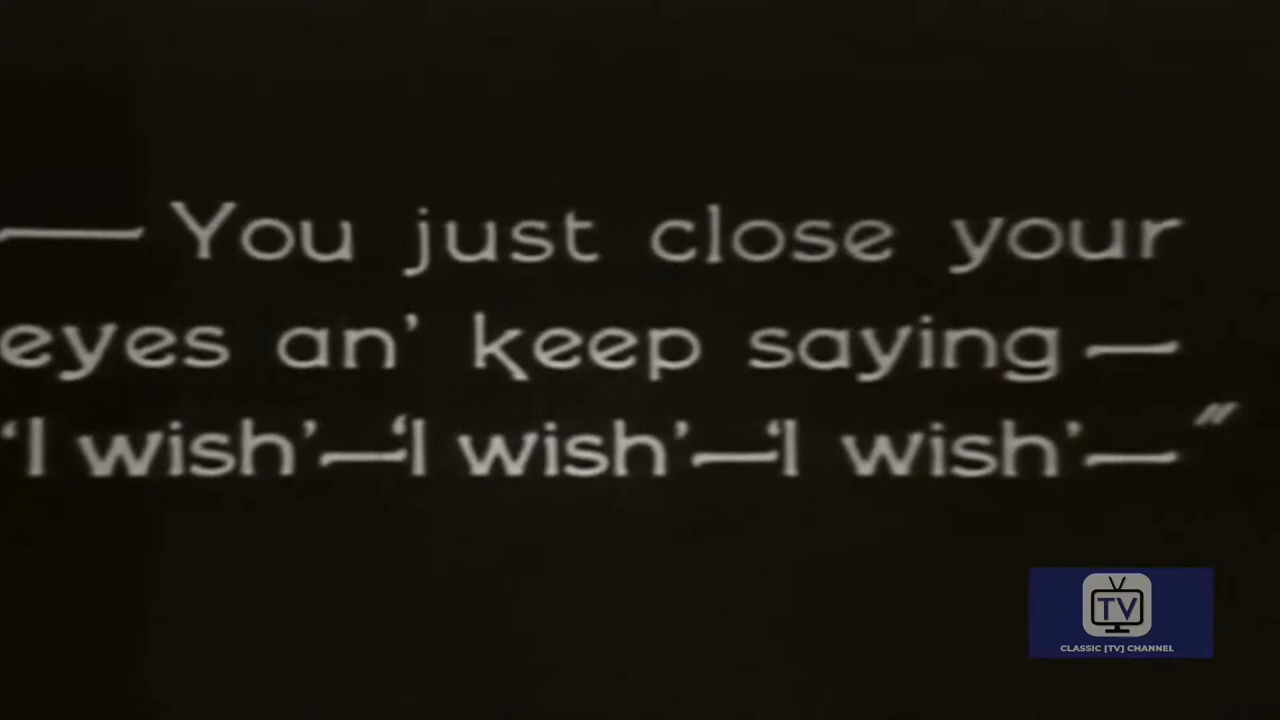 — You just close your
eyes an’ keep saying —
‘I wish’—‘I wish’—‘I wish’—”
TV
CLASSIC [TV] CHANNEL